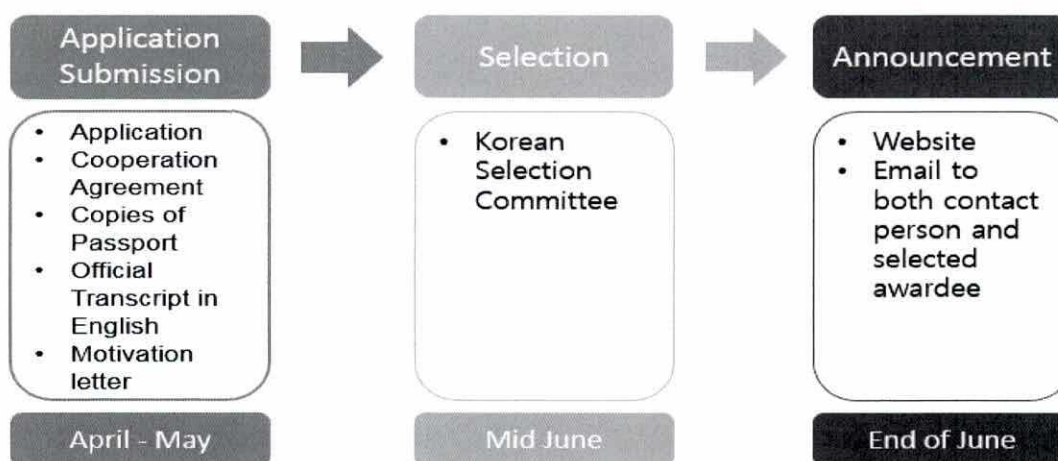 Application
Submission
Selection
Announcement
• Application
• Cooperation
Agreement
• Copies of
Passport
• Official
Transcript in
English
• Motivation
letter
• Korean
Selection
Committee
• Website
• Email to
both contact
person and
selected
awardee
April - May
Mid June
End of June